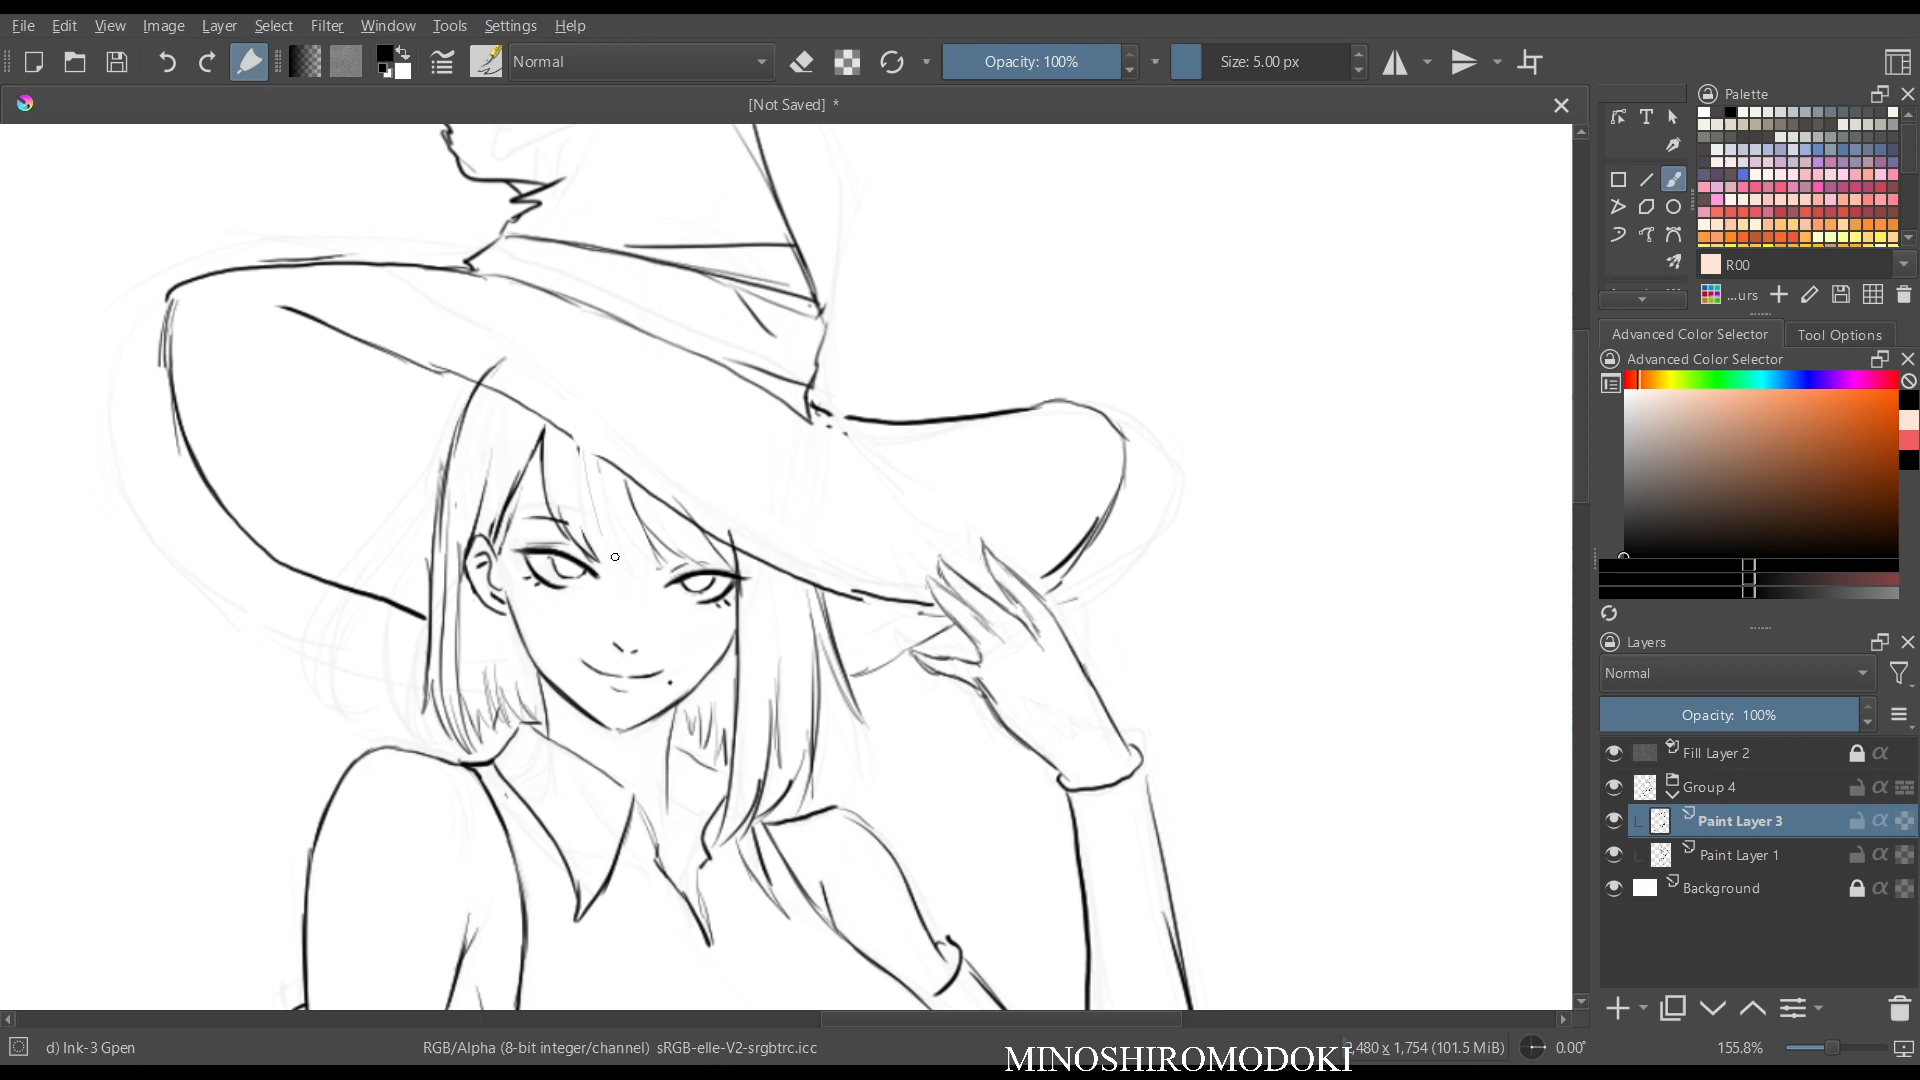 File Edit View Image Layer Select Filter Tools Window Settings Help
Normal Opacity: 100% Size: 5.00 px
[Not Saved] *
Palette
R00
...urs
Advanced Color Selector Tool Options
Advanced Color Selector
Layers
Normal
Opacity: 100%
Fill Layer 2
Group 4
Paint Layer 3
Paint Layer 1
Background
d) Ink-3 Gpen RGB/Alpha (8-bit integer/channel) sRGB-elle-V2-srgbtrc.icc 2,480 x 1,754 (101.5 MiB) 0.00° 155.8%
MINOSHIROMODOKI